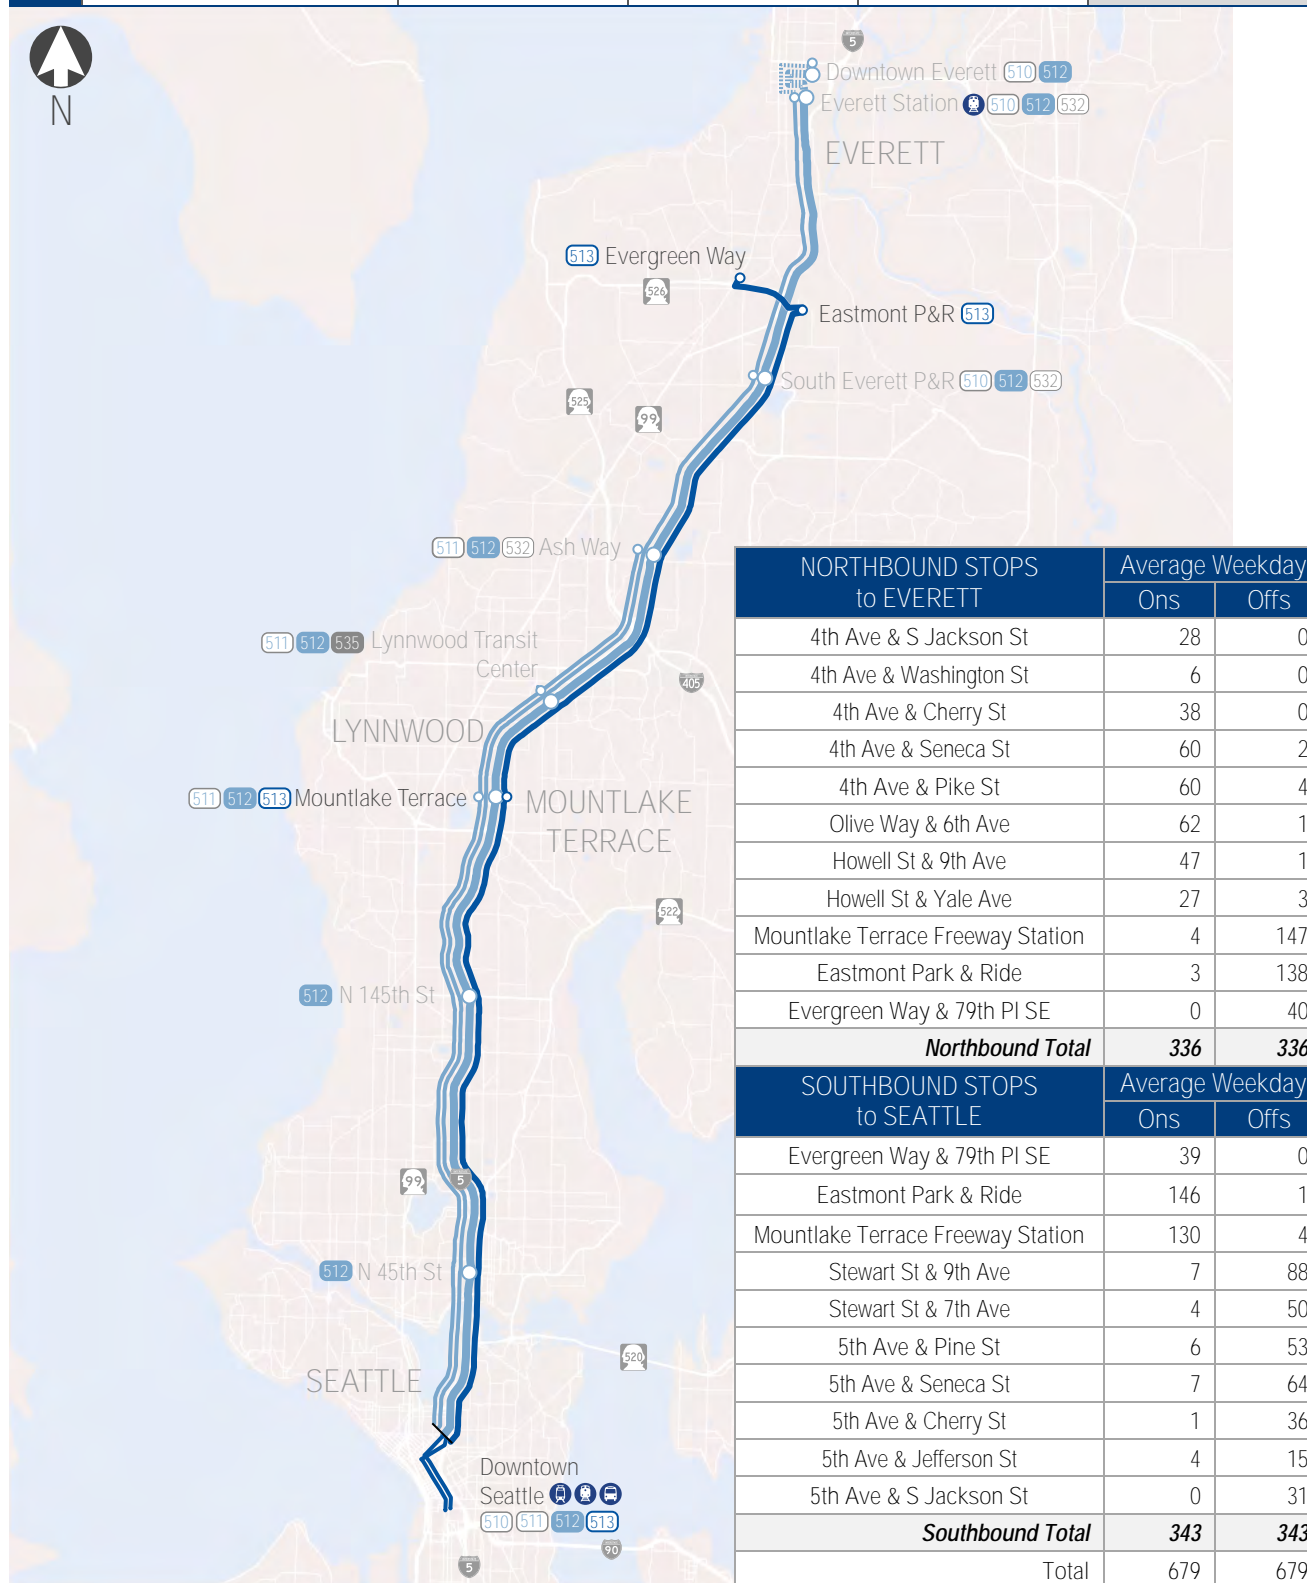 5
Downtown Everett 510 512
Everett Station 510 512 532
N
EVERETT
513 Evergreen Way
526
Eastmont P&R 513
South Everett P&R 510 512 532
525
99
511 512 532 Ash Way
511 512 535 Lynnwood Transit
Center
405
LYNNWOOD
511 512 513 Mountlake Terrace
MOUNTLAKE
TERRACE
522
512 N 145th St
99
5
512 N 45th St
520
SEATTLE
Downtown
Seattle
510 511 512 513
90
5
NORTHBOUND STOPS
to EVERETT
Average Weekday
Ons Offs
4th Ave & S Jackson St 28 0
4th Ave & Washington St 6 0
4th Ave & Cherry St 38 0
4th Ave & Seneca St 60 2
4th Ave & Pike St 60 4
Olive Way & 6th Ave 62 1
Howell St & 9th Ave 47 1
Howell St & Yale Ave 27 3
Mountlake Terrace Freeway Station 4 147
Eastmont Park & Ride 3 138
Evergreen Way & 79th Pl SE 0 40
Northbound Total 336 336
SOUTHBOUND STOPS
to SEATTLE
Average Weekday
Ons Offs
Evergreen Way & 79th Pl SE 39 0
Eastmont Park & Ride 146 1
Mountlake Terrace Freeway Station 130 4
Stewart St & 9th Ave 7 88
Stewart St & 7th Ave 4 50
5th Ave & Pine St 6 53
5th Ave & Seneca St 7 64
5th Ave & Cherry St 1 36
5th Ave & Jefferson St 4 15
5th Ave & S Jackson St 0 31
Southbound Total 343 343
Total 679 679